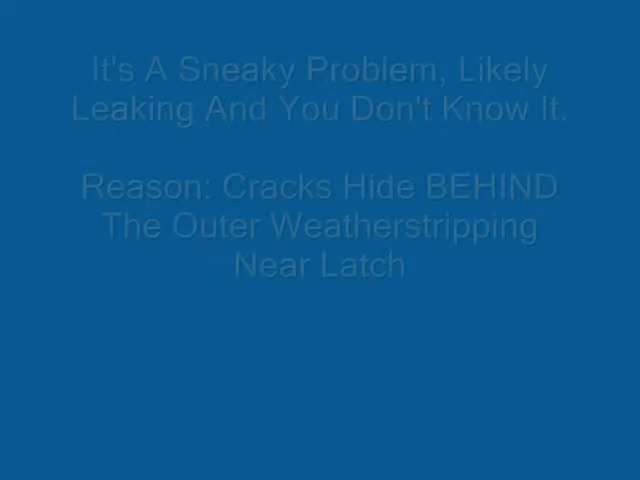 It's A Sneaky Problem, Likely
Leaking And You Don't Know It.
Reason: Cracks Hide BEHIND
The Outer Weatherstripping
Near Latch